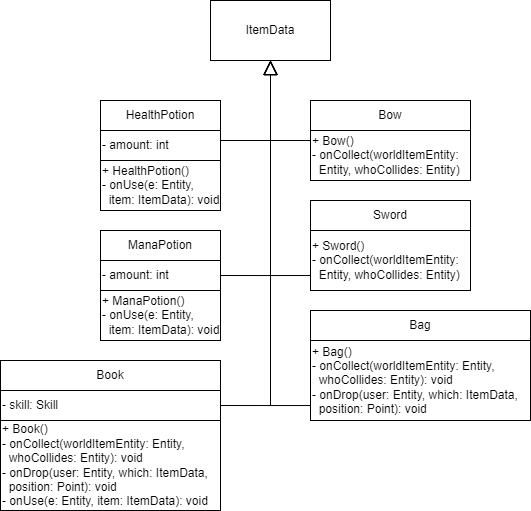 ItemData
HealthPotion
- amount: int
+ HealthPotion()
- onUse(e: Entity,
item: ItemData): void
Bow
+ Bow()
- onCollect(worldItemEntity:
Entity, whoCollides: Entity)
ManaPotion
- amount: int
+ ManaPotion()
- onUse(e: Entity,
item: ItemData): void
Sword
+ Sword()
- onCollect(worldItemEntity:
Entity, whoCollides: Entity)
Book
- skill: Skill
+ Book()
- onCollect(worldItemEntity: Entity,
whoCollides: Entity): void
- onDrop(user: Entity, which: ItemData,
position: Point): void
- onUse(e: Entity, item: ItemData): void
Bag
+ Bag()
- onCollect(worldItemEntity: Entity,
whoCollides: Entity): void
- onDrop(user: Entity, which: ItemData,
position: Point): void